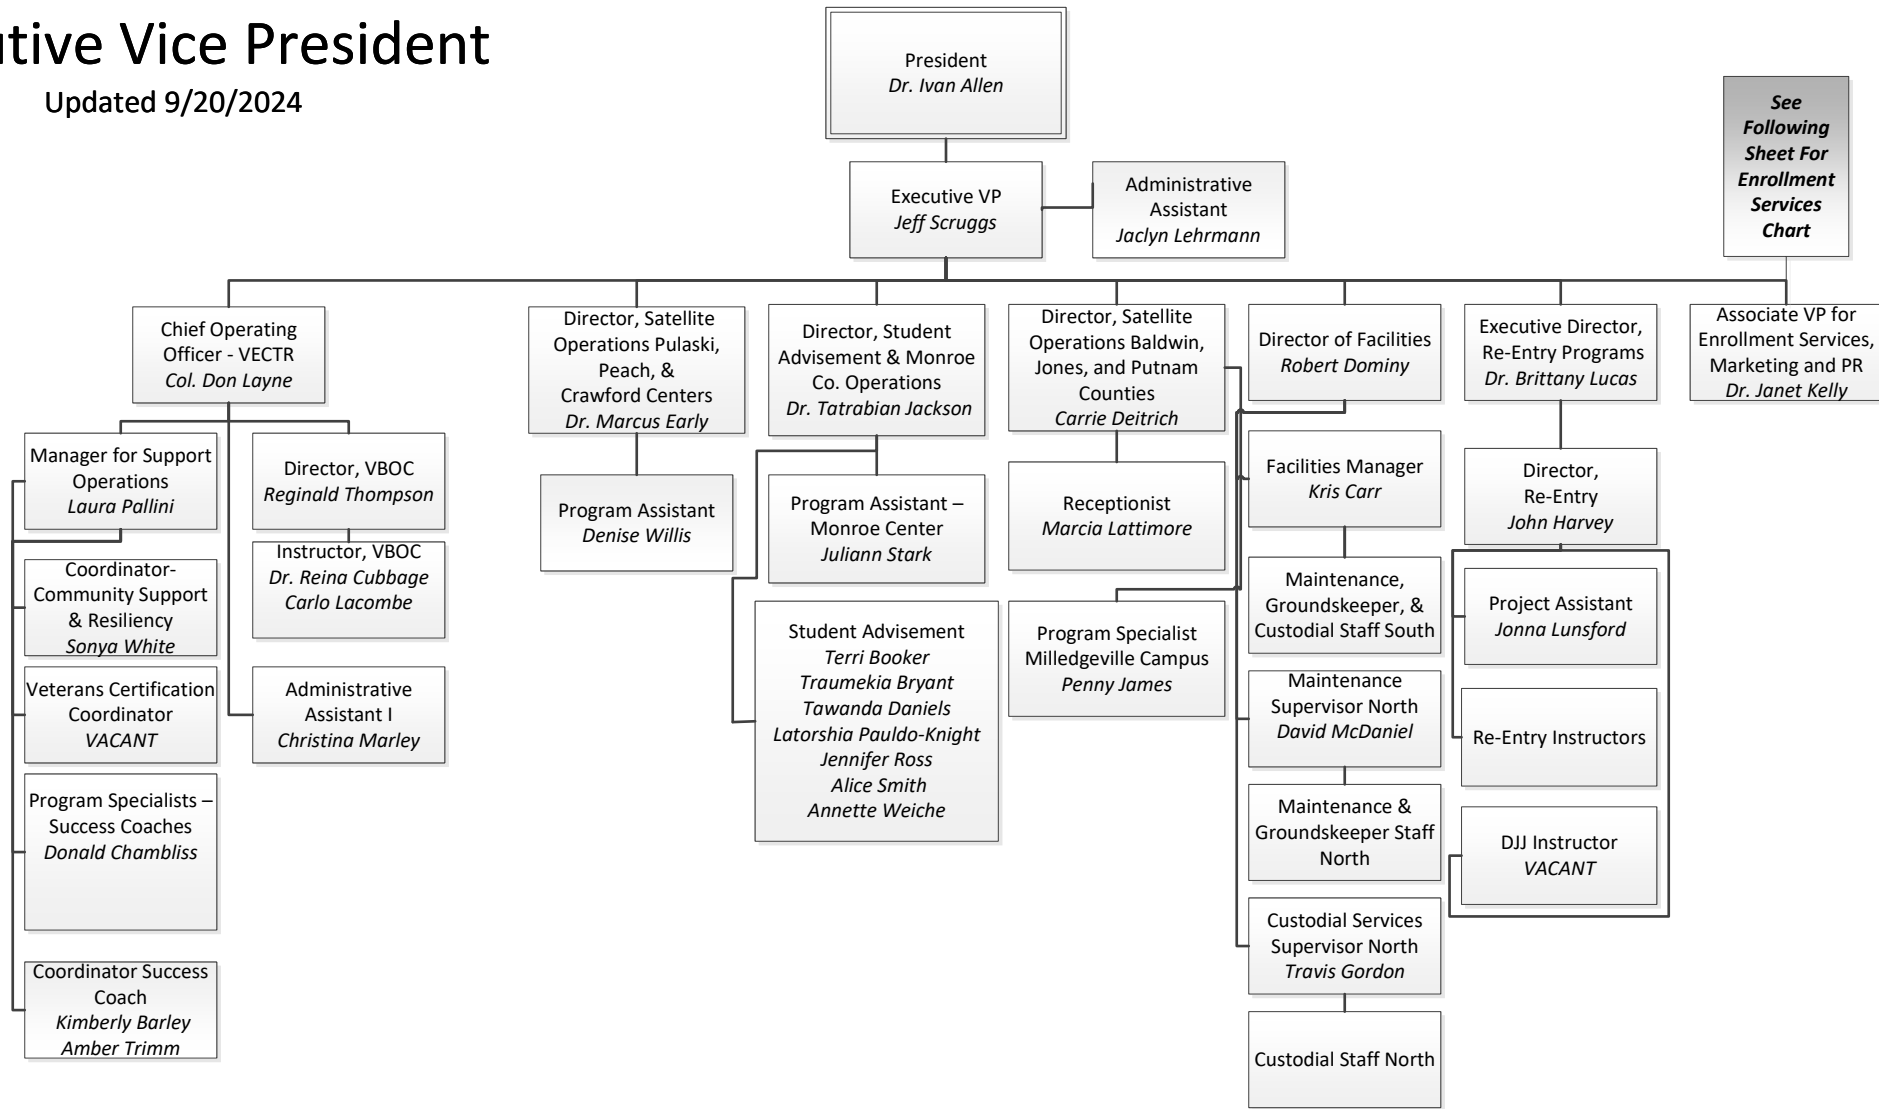 utive Vice President
Updated 9/20/2024
President
Dr. Ivan Allen
See
Following
Sheet For
Enrollment
Services
Chart
Executive VP
Jeff Scruggs
Administrative
Assistant
Jaclyn Lehrmann
Chief Operating
Officer - VECTR
Col. Don Layne
Director, Satellite
Operations Pulaski,
Peach, &
Crawford Centers
Dr. Marcus Early
Director, Student
Advisement & Monroe
Co. Operations
Dr. Tatrabian Jackson
Director, Satellite
Operations Baldwin,
Jones, and Putnam
Counties
Carrie Deitrich
Director of Facilities
Robert Dominy
Executive Director,
Re-Entry Programs
Dr. Brittany Lucas
Associate VP for
Enrollment Services,
Marketing and PR
Dr. Janet Kelly
Manager for Support
Operations
Laura Pallini
Director, VBOC
Reginald Thompson
Program Assistant
Denise Willis
Program Assistant –
Monroe Center
Juliann Stark
Receptionist
Marcia Lattimore
Facilities Manager
Kris Carr
Director,
Re-Entry
John Harvey
Coordinator-
Community Support
& Resiliency
Sonya White
Instructor, VBOC
Dr. Reina Cubbage
Carlo Lacombe
Student Advisement
Terri Booker
Traumekia Bryant
Tawanda Daniels
Latorshia Pauldo-Knight
Jennifer Ross
Alice Smith
Annette Weiche
Program Specialist
Milledgeville Campus
Penny James
Maintenance,
Groundskeeper, &
Custodial Staff South
Project Assistant
Jonna Lunsford
Veterans Certification
Coordinator
VACANT
Administrative
Assistant I
Christina Marley
Maintenance
Supervisor North
David McDaniel
Re-Entry Instructors
Program Specialists –
Success Coaches
Donald Chambliss
Maintenance &
Groundskeeper Staff
North
DJJ Instructor
VACANT
Coordinator Success
Coach
Kimberly Barley
Amber Trimm
Custodial Services
Supervisor North
Travis Gordon
Custodial Staff North